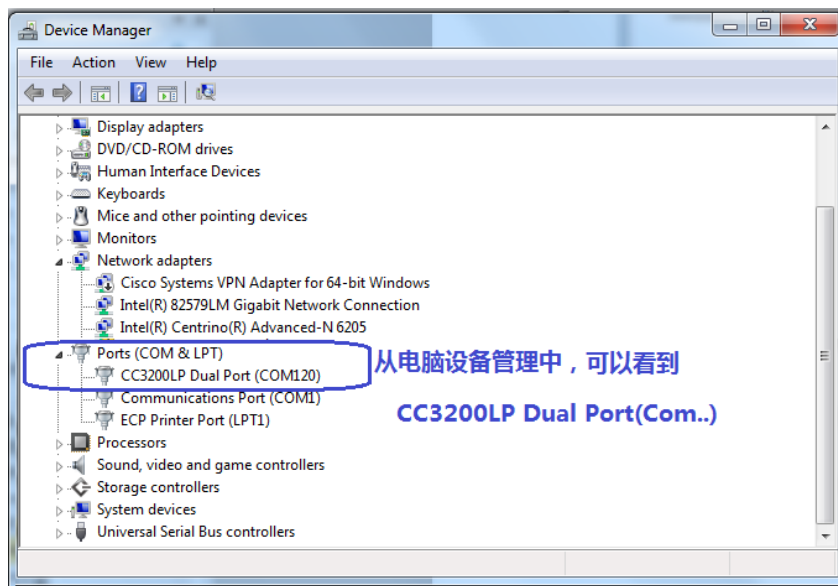 Device Manager
File Action View Help
Display adapters
DVD/CD-ROM drives
Human Interface Devices
Keyboards
Mice and other pointing devices
Monitors
Network adapters
Cisco Systems VPN Adapter for 64-bit Windows
Intel(R) 82579LM Gigabit Network Connection
Intel(R) Centrino(R) Advanced-N 6205
Ports (COM & LPT)
CC3200LP Dual Port (COM120)
Communications Port (COM1)
ECP Printer Port (LPT1)
Processors
Sound, video and game controllers
Storage controllers
System devices
Universal Serial Bus controllers
从电脑设备管理中，可以看到
CC3200LP Dual Port(Com..)